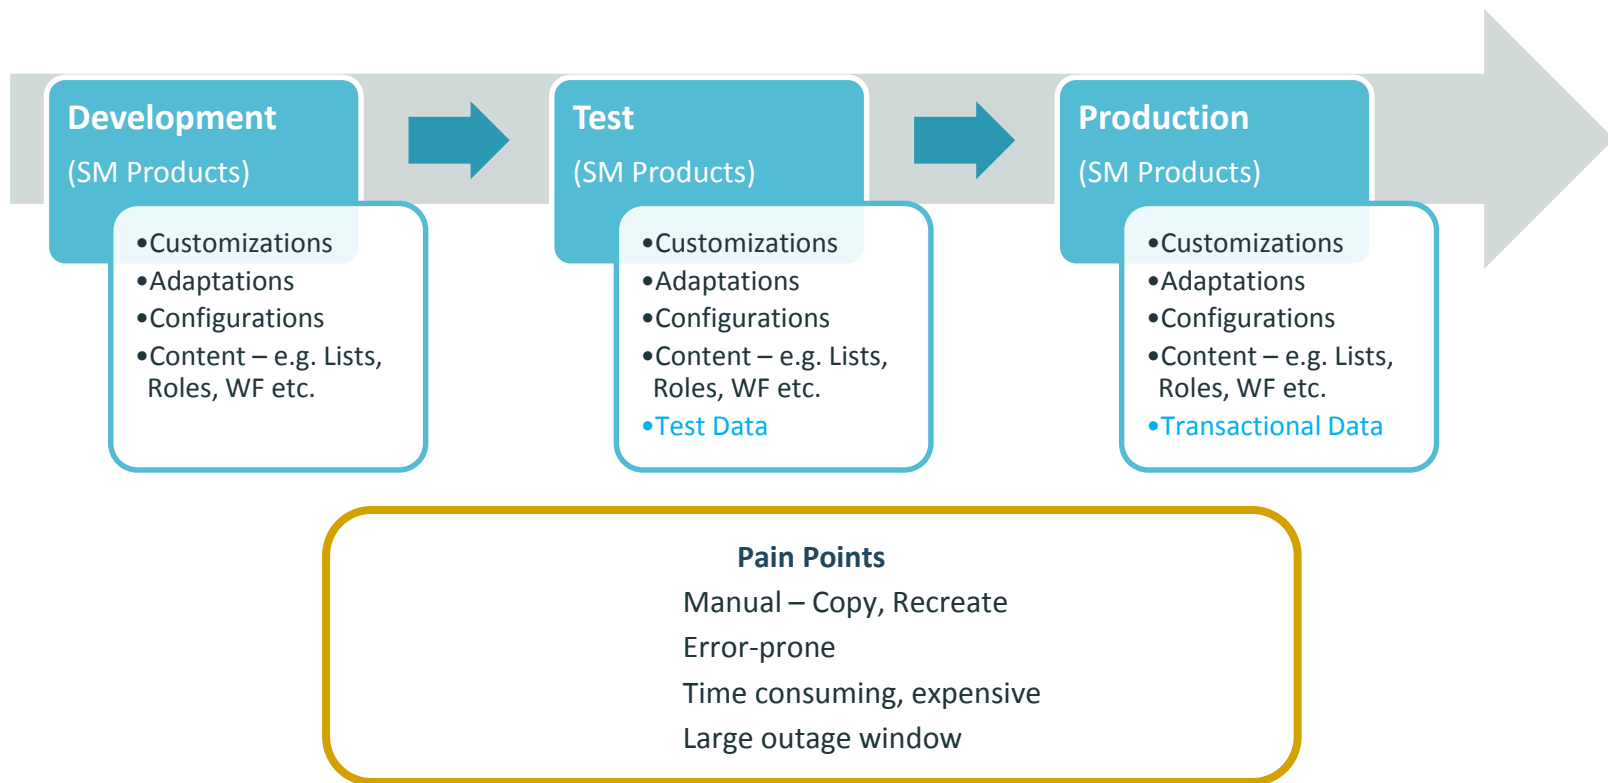 Development
(SM Products)
•Customizations
•Adaptations
•Configurations
•Content – e.g. Lists,
Roles, WF etc.
Test
(SM Products)
•Customizations
•Adaptations
•Configurations
•Content – e.g. Lists,
Roles, WF etc.
•Test Data
Production
(SM Products)
•Customizations
•Adaptations
•Configurations
•Content – e.g. Lists,
Roles, WF etc.
•Transactional Data
Pain Points
Manual – Copy, Recreate
Error-prone
Time consuming, expensive
Large outage window